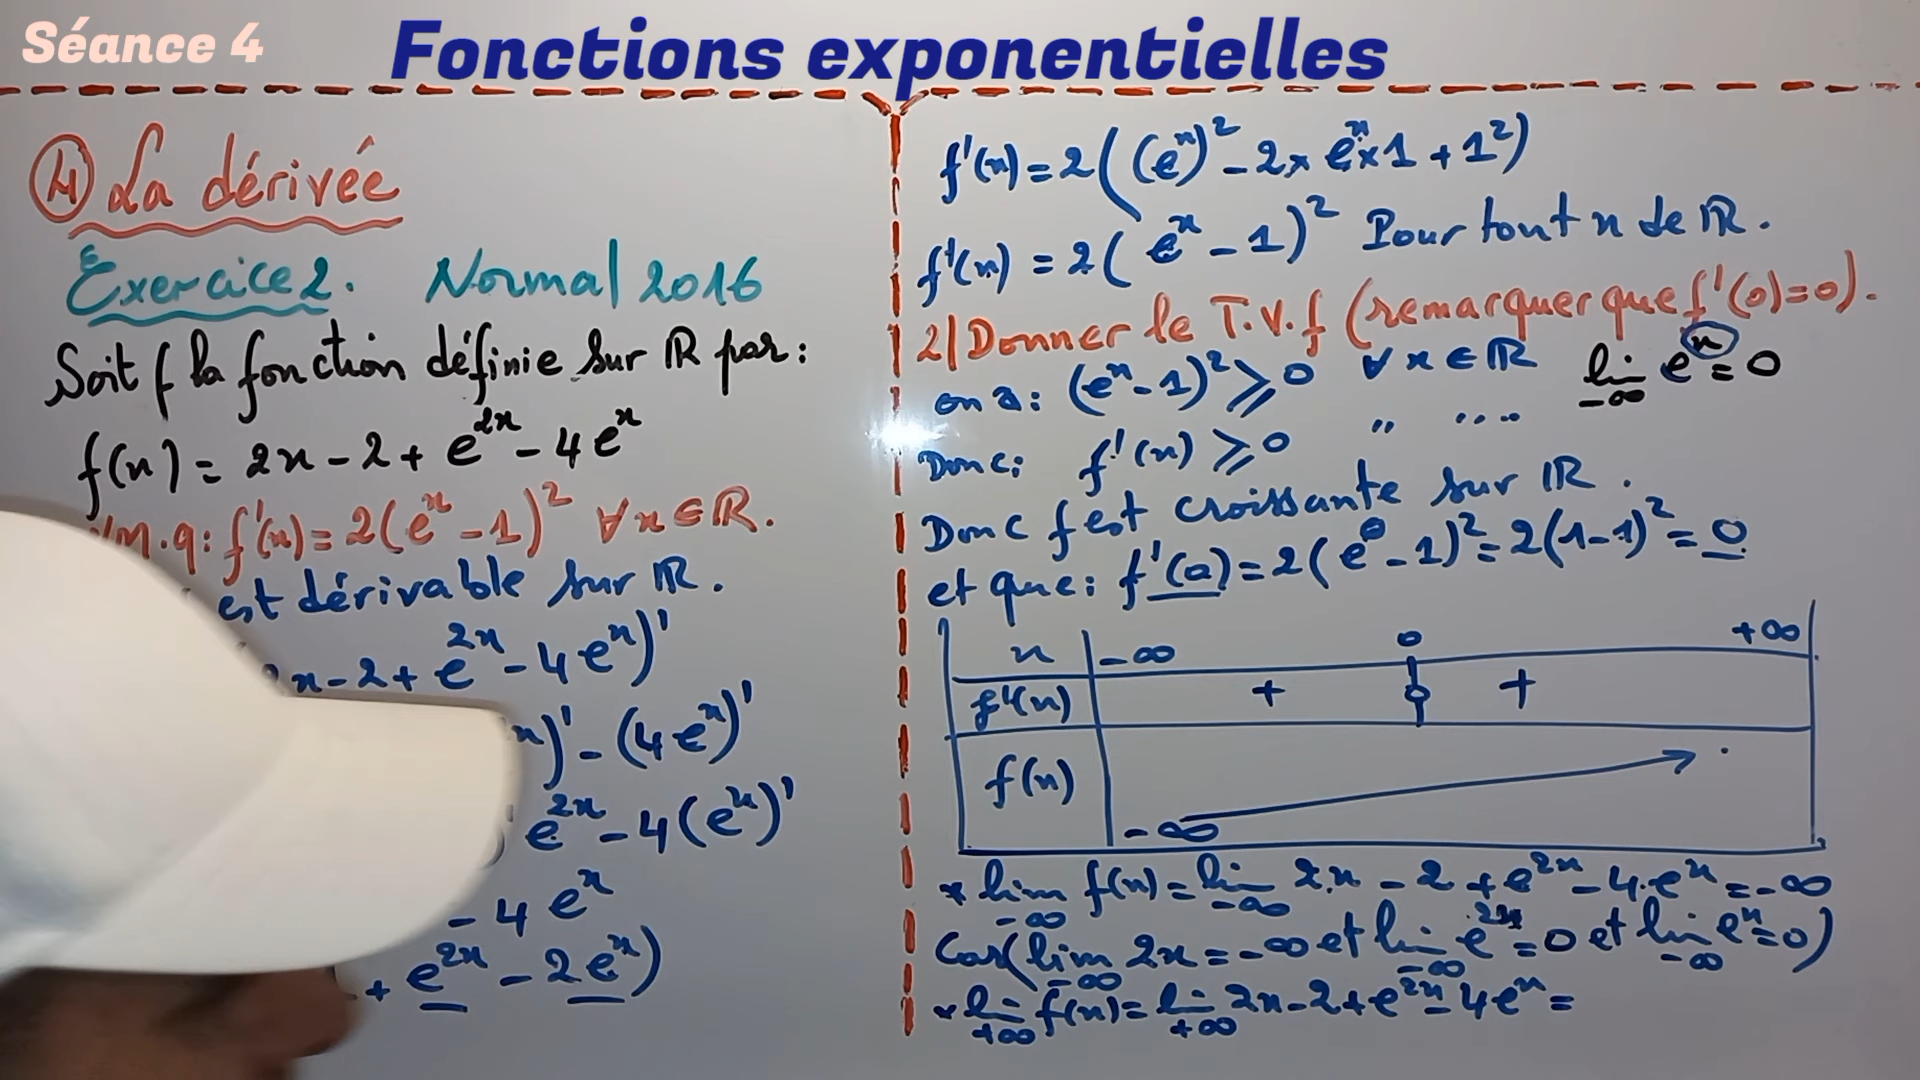 Séance 4
Fonctions exponentielles
4 La dérivée
Exercice 2. Normal 2016
Soit f la fonction définie sur ℝ par:
f(x) = 2x - 2 + e^{2x} - 4e^x
M.q: f'(x) = 2(e^x - 1)^2 ∀x ∈ ℝ.
est dérivable sur ℝ.
2x - 2 + e^{2x} - 4e^x)'
)' - (4e^x)'
e^{2x} - 4(e^x)'
- 4e^x
+ e^{2x} - 2e^x)
f'(x) = 2((e^x)^2 - 2 × e^x × 1 + 1^2)
f'(x) = 2(e^x - 1)^2 Pour tout x de ℝ.
2/ Donner le T.V.f (remarquer que f'(0)=0).
on a: (e^x - 1)^2 ⩾ 0 ∀x ∈ ℝ
lim -∞ e^x = 0
Donc: f'(x) ⩾ 0 " ....
Donc f est croissante sur ℝ.
et que: f'(0) = 2(e^0 - 1)^2 = 2(1-1)^2 = 0
x -∞ 0 +∞
f'(x) + 0 +
f(x) -∞
* lim -∞ f(x) = lim -∞ 2x - 2 + e^{2x} - 4e^x = -∞
Car (lim -∞ 2x = -∞ et lim -∞ e^{2x} = 0 et lim -∞ e^x = 0)
* lim +∞ f(x) = lim +∞ 2x - 2 + e^{2x} - 4e^x =